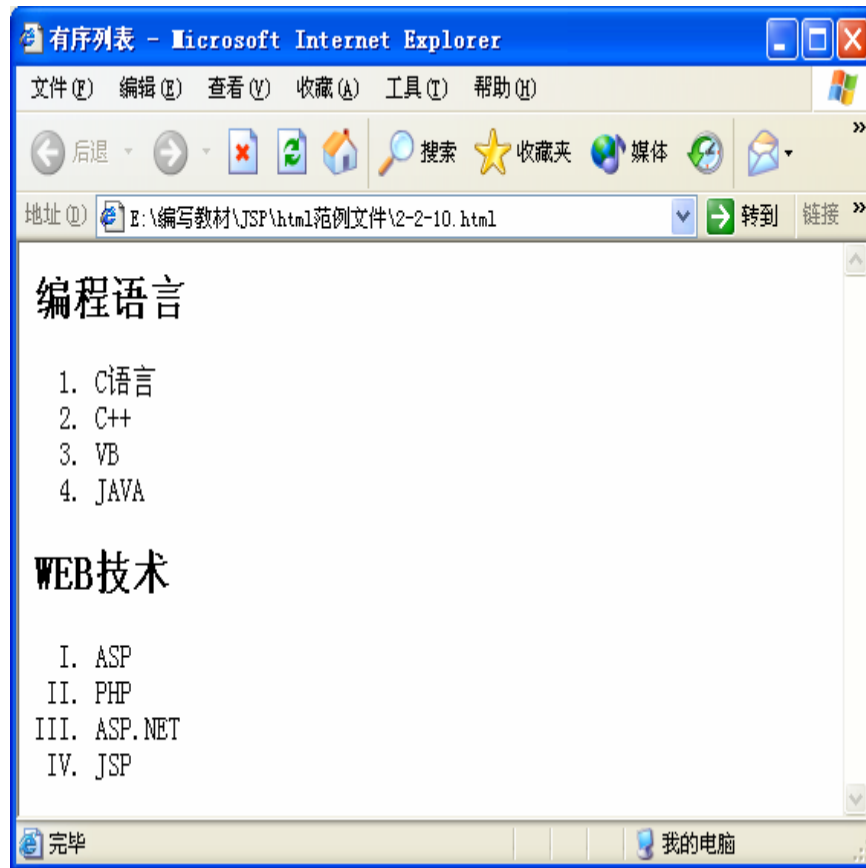 有序列表 - Microsoft Internet Explorer
文件(F) 编辑(E) 查看(V) 收藏(A) 工具(T) 帮助(H)
后退 搜索 收藏夹 媒体 »
地址(D) E:\编写教材\JSP\html范例文件\2-2-10.html 转到 链接 »
编程语言
1. C语言
2. C++
3. VB
4. JAVA
WEB技术
I. ASP
II. PHP
III. ASP.NET
IV. JSP
完毕 我的电脑